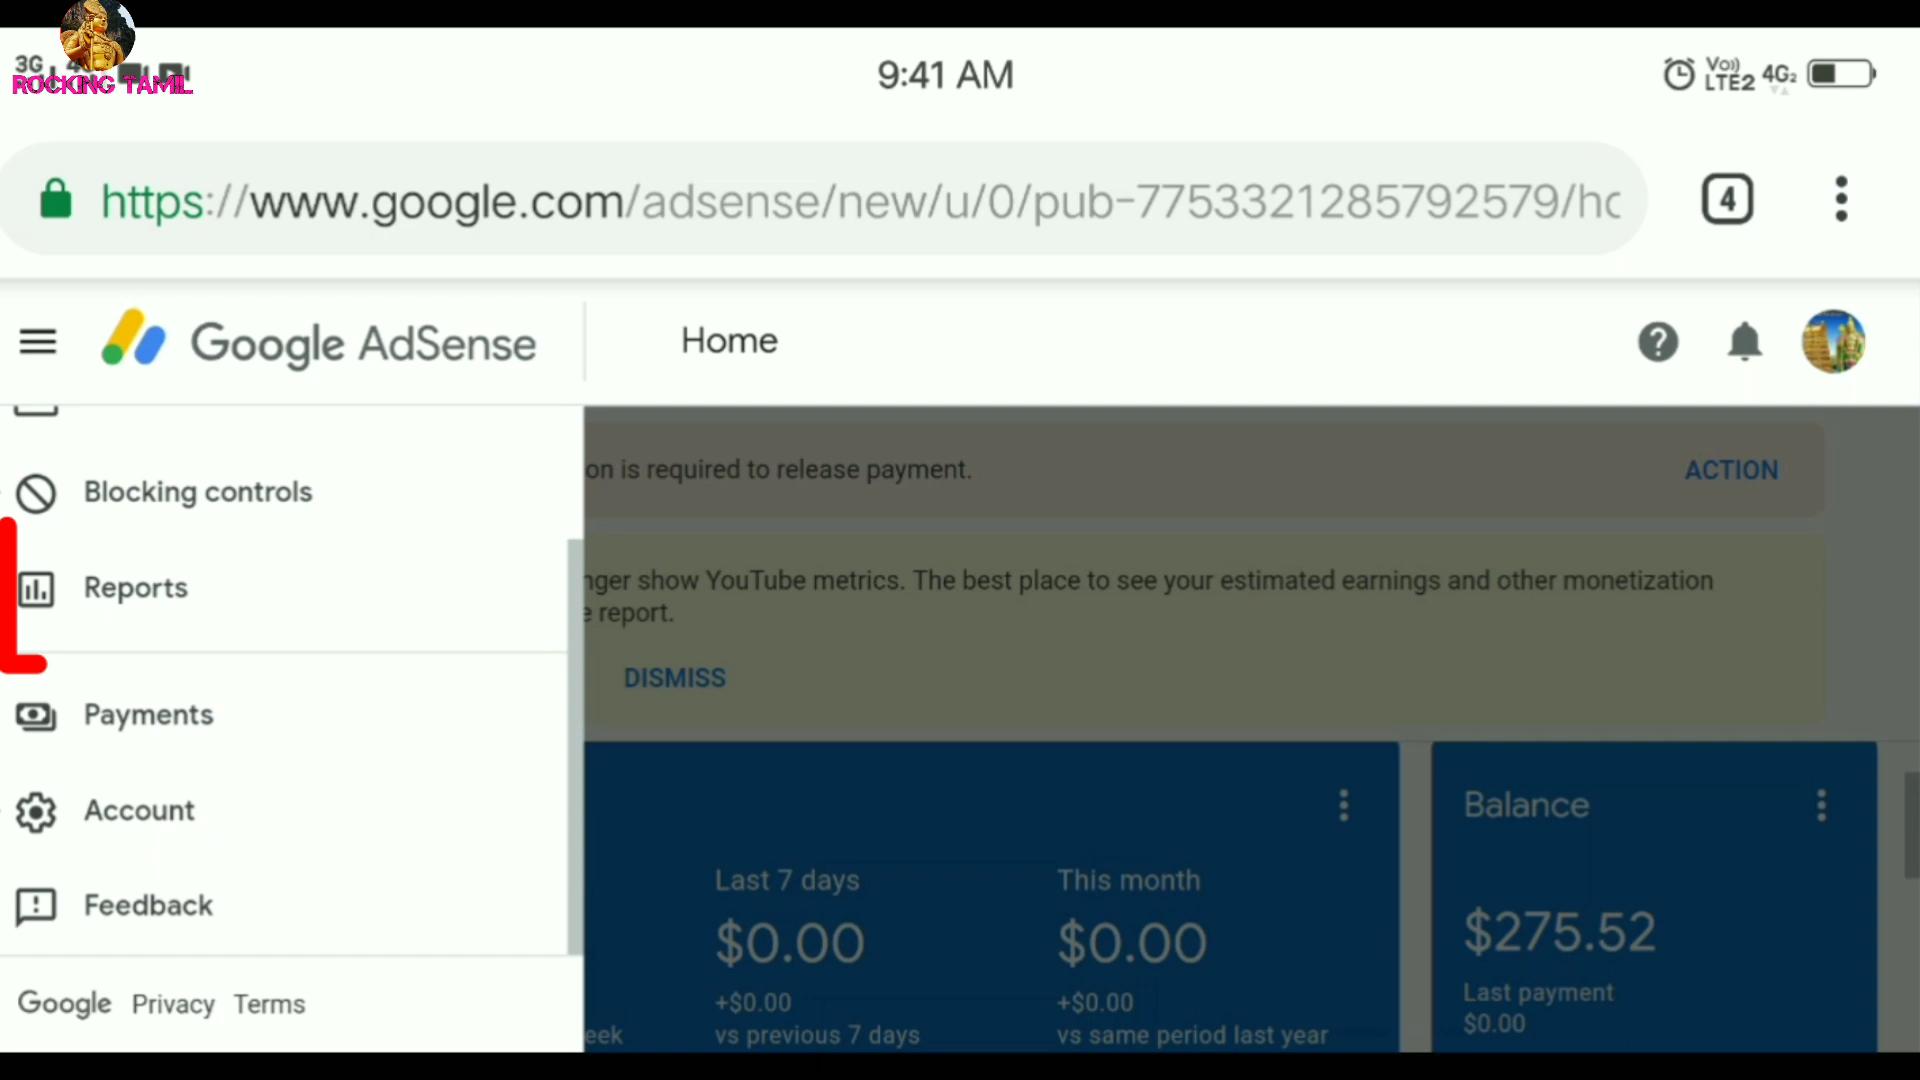 3G
ROCKING TAMIL
9:41 AM
Vo))
LTE2
4G2
https://www.google.com/adsense/new/u/0/pub-7753321285792579/hc
4
Google AdSense
Home
Blocking controls
on is required to release payment.
ACTION
Reports
nger show YouTube metrics. The best place to see your estimated earnings and other monetization
e report.
DISMISS
Payments
Account
Feedback
Google Privacy Terms
Last 7 days
$0.00
+$0.00
vs previous 7 days
eek
This month
$0.00
+$0.00
vs same period last year
Balance
$275.52
Last payment
$0.00